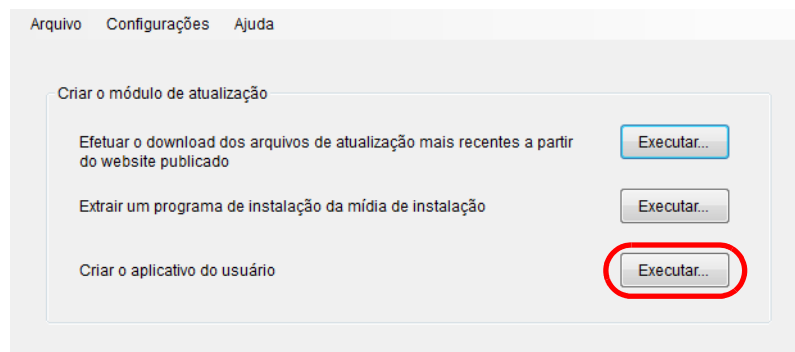 Arquivo Configurações Ajuda
Criar o módulo de atualização
Efetuar o download dos arquivos de atualização mais recentes a partir
do website publicado
Executar...
Extrair um programa de instalação da mídia de instalação
Executar...
Criar o aplicativo do usuário
Executar...